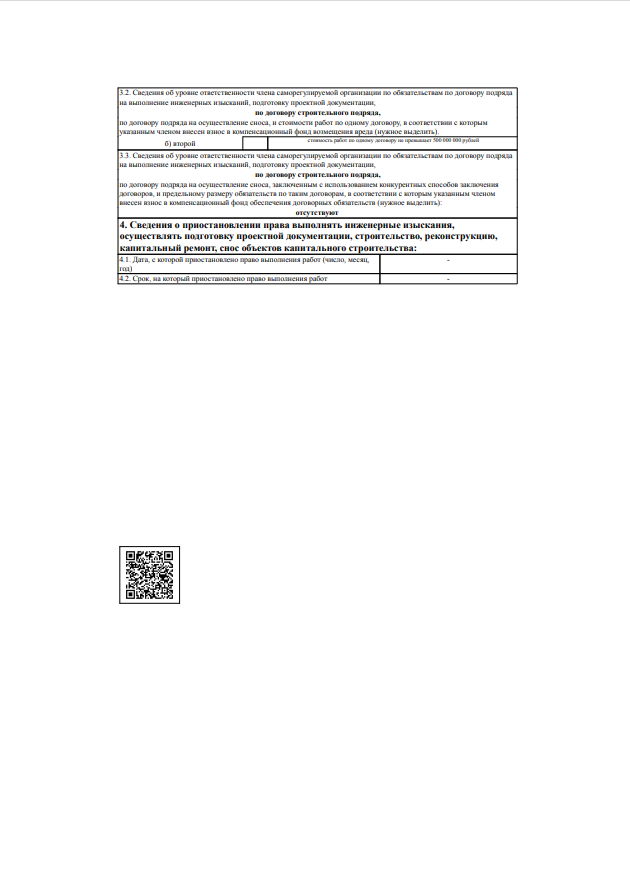 3.2. Сведения об уровне ответственности члена саморегулируемой организации по обязательствам по договору подряда
на выполнение инженерных изысканий, подготовку проектной документации,
по договору строительного подряда,
по договору подряда на осуществление сноса, и стоимости работ по одному договору, в соответствии с которым
указанным членом внесен взнос в компенсационный фонд возмещения вреда (нужное выделить).
б) второй
стоимость работ по одному договору не превышает 500 000 000 рублей
3.3. Сведения об уровне ответственности члена саморегулируемой организации по обязательствам по договору подряда
на выполнение инженерных изысканий, подготовку проектной документации,
по договору строительного подряда,
по договору подряда на осуществление сноса, заключенным с использованием конкурентных способов заключения
договоров, и предельному размеру обязательств по таким договорам, в соответствии с которым указанным членом
внесен взнос в компенсационный фонд обеспечения договорных обязательств (нужное выделить):
отсутствуют
4. Сведения о приостановлении права выполнять инженерные изыскания,
осуществлять подготовку проектной документации, строительство, реконструкцию,
капитальный ремонт, снос объектов капитального строительства:
4.1. Дата, с которой приостановлено право выполнения работ (число, месяц,
год)
-
4.2. Срок, на который приостановлено право выполнения работ
-